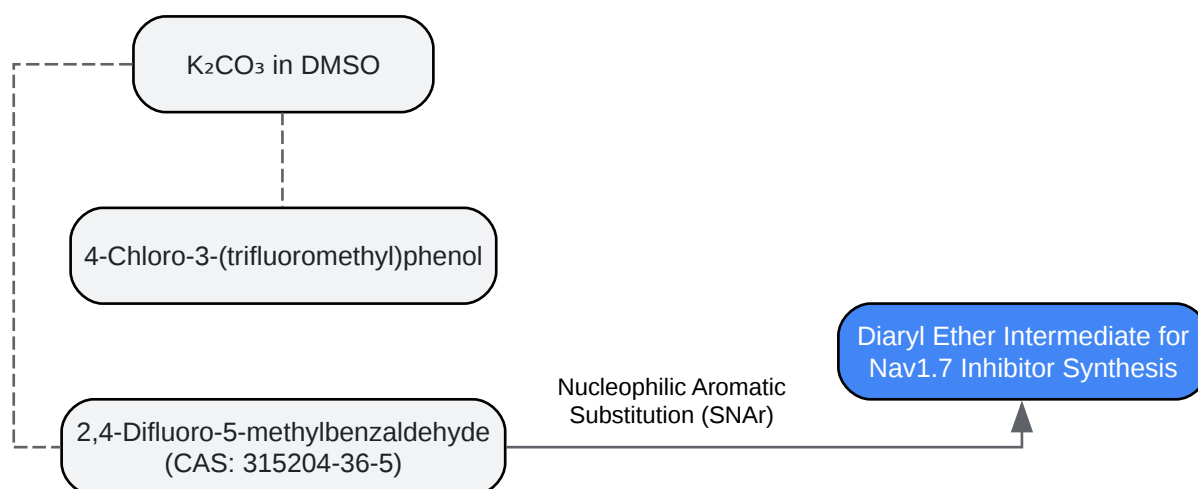 K₂CO₃ in DMSO
4-Chloro-3-(trifluoromethyl)phenol
Diaryl Ether Intermediate for
Nav1.7 Inhibitor Synthesis
Nucleophilic Aromatic
Substitution (SNAr)
2,4-Difluoro-5-methylbenzaldehyde
(CAS: 315204-36-5)